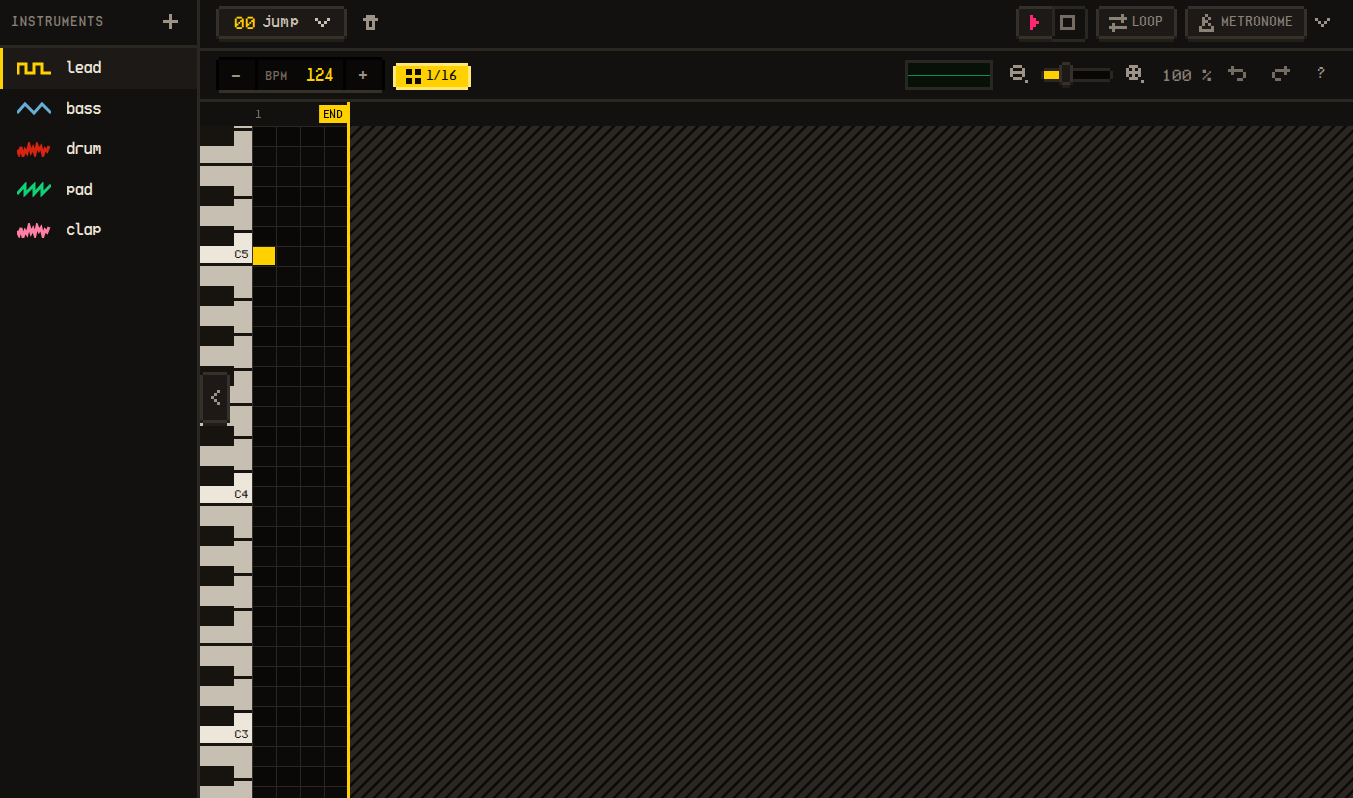 INSTRUMENTS +
00 jump
LOOP
METRONOME
lead
- BPM 124 +
1/16
100 %
?
bass
1
END
drum
pad
clap
C5
C4
C3